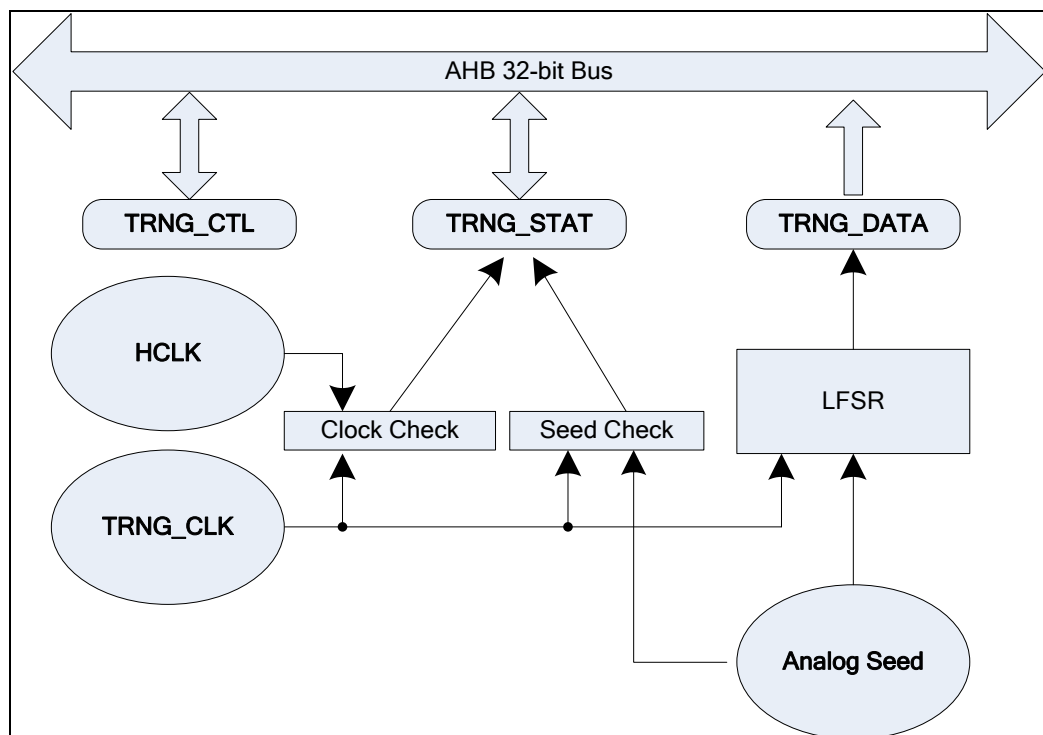 AHB 32-bit Bus
TRNG_CTL
TRNG_STAT
TRNG_DATA
HCLK
LFSR
Clock Check
Seed Check
TRNG_CLK
Analog Seed